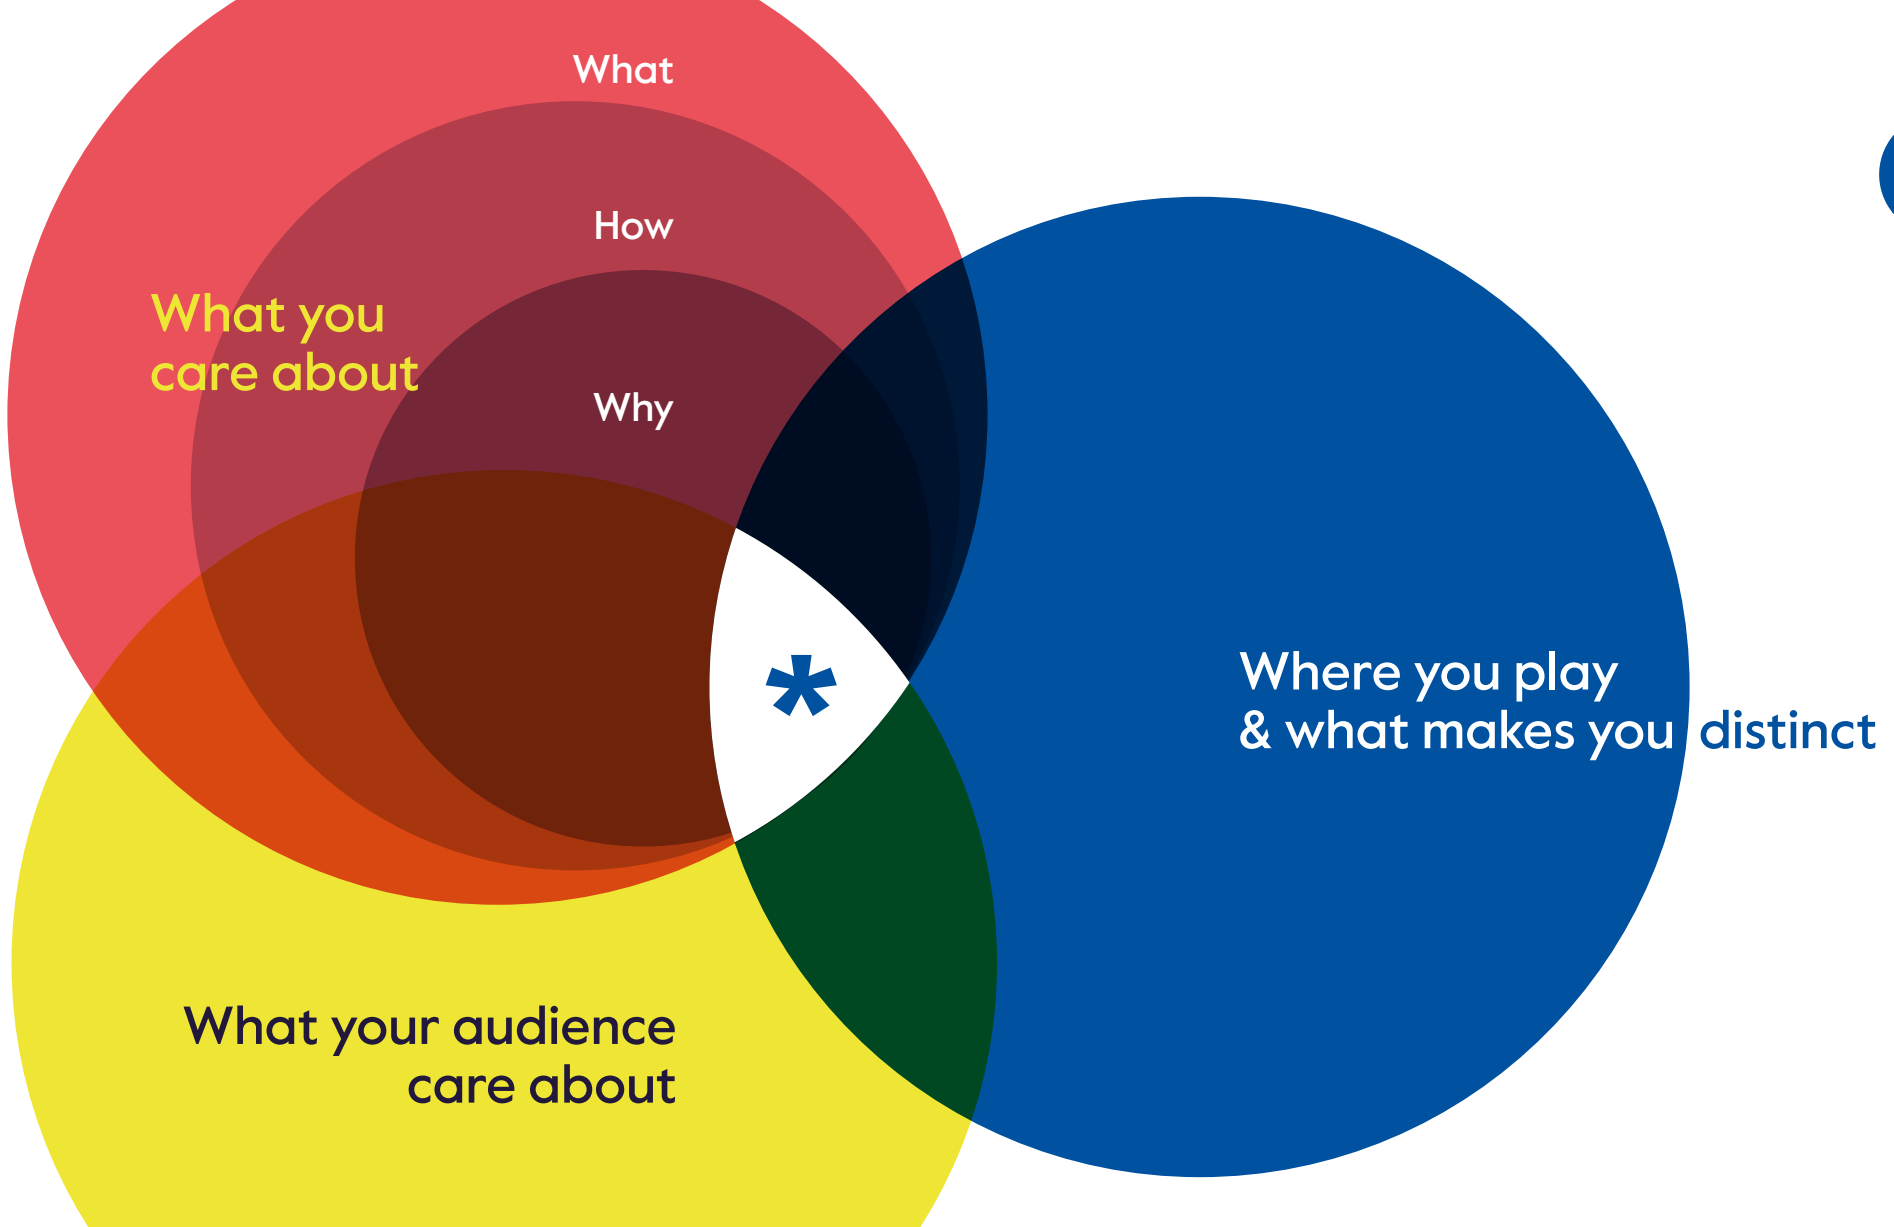 What
How
What you
care about
Why
*
Where you play
& what makes you distinct
What your audience
care about